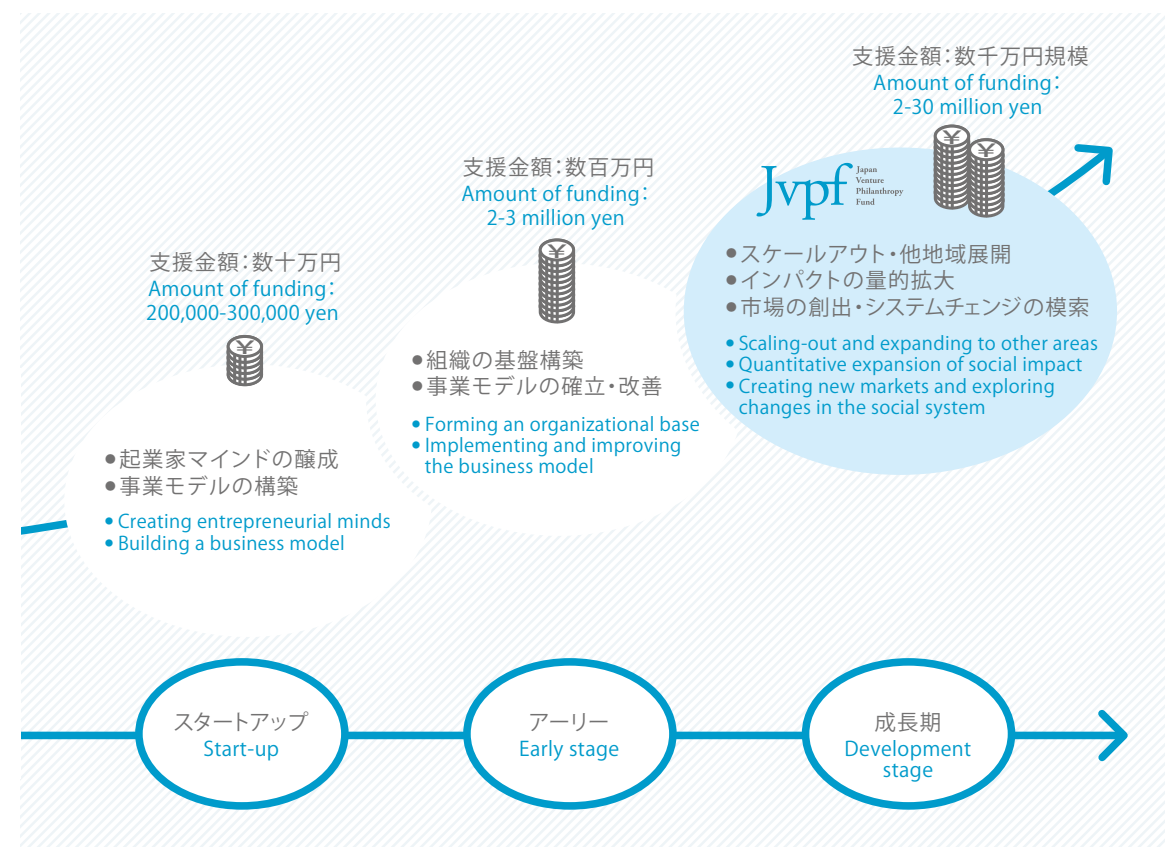 支援金額：数千万円規模
Amount of funding：
2-30 million yen
Jvpf
Japan
Venture
Philanthropy
Fund
●スケールアウト・他地域展開
●インパクトの量的拡大
●市場の創出・システムチェンジの模索
• Scaling-out and expanding to other areas
• Quantitative expansion of social impact
• Creating new markets and exploring
changes in the social system
支援金額：数百万円
Amount of funding：
2-3 million yen
¥
●組織の基盤構築
●事業モデルの確立・改善
• Forming an organizational base
• Implementing and improving
the business model
支援金額：数十万円
Amount of funding：
200,000-300,000 yen
¥
●起業家マインドの醸成
●事業モデルの構築
• Creating entrepreneurial minds
• Building a business model
¥
¥
スタートアップ
Start-up
アーリー
Early stage
成長期
Development
stage